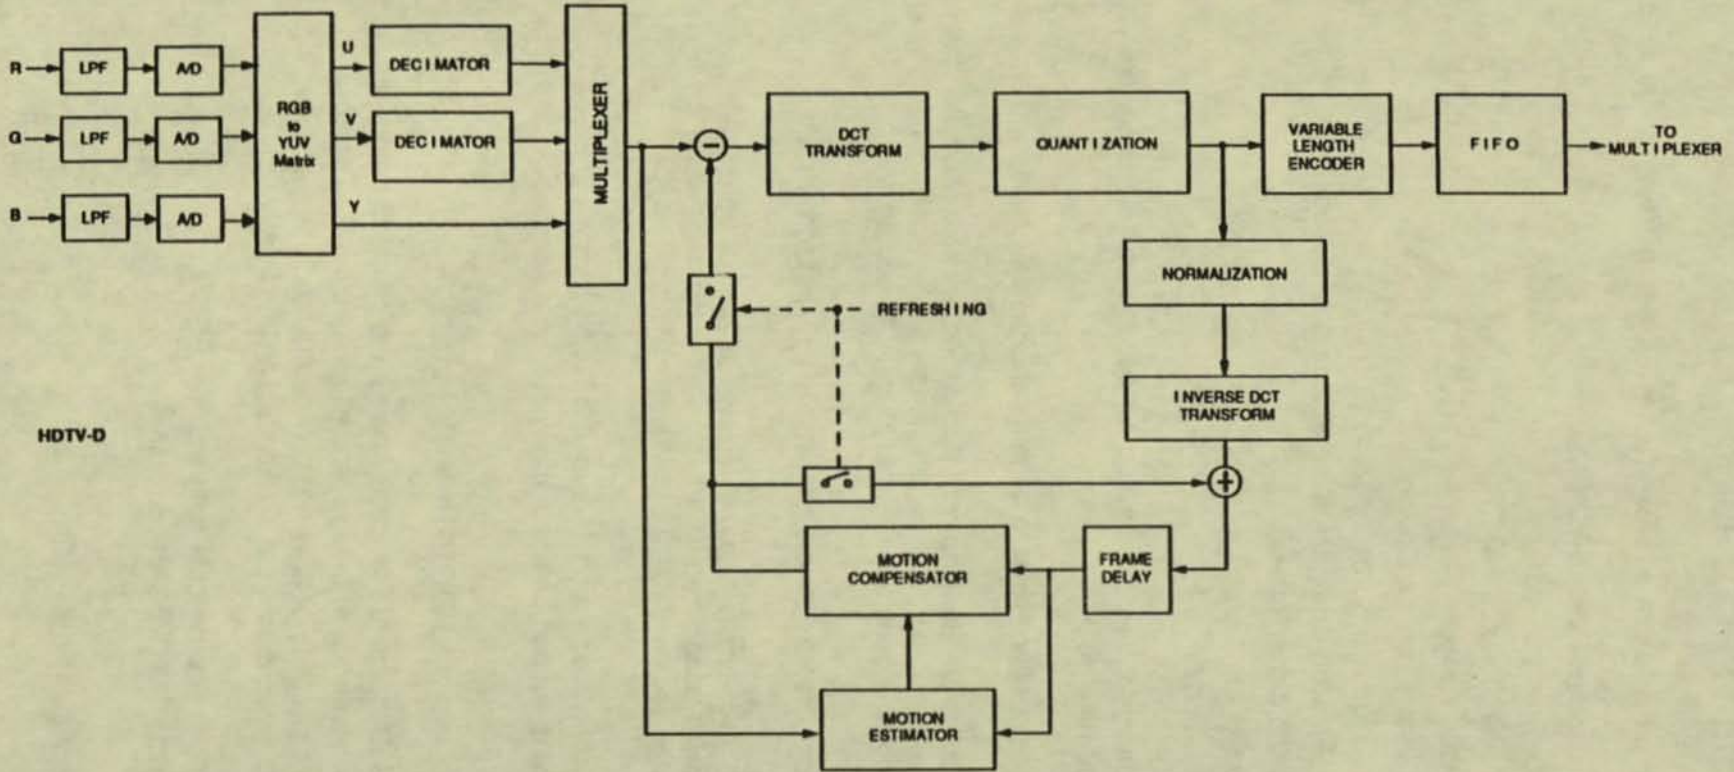 R
LPF
A/D
G
LPF
A/D
B
LPF
A/D
RGB
to
YUV
Matrix
U
DECIMATOR
V
DECIMATOR
Y
MULTIPLEXER
−
DCT
TRANSFORM
QUANTIZATION
VARIABLE
LENGTH
ENCODER
FIFO
TO
MULTIPLEXER
NORMALIZATION
REFRESHING
INVERSE DCT
TRANSFORM
HDTV-D
+
MOTION
COMPENSATOR
FRAME
DELAY
MOTION
ESTIMATOR